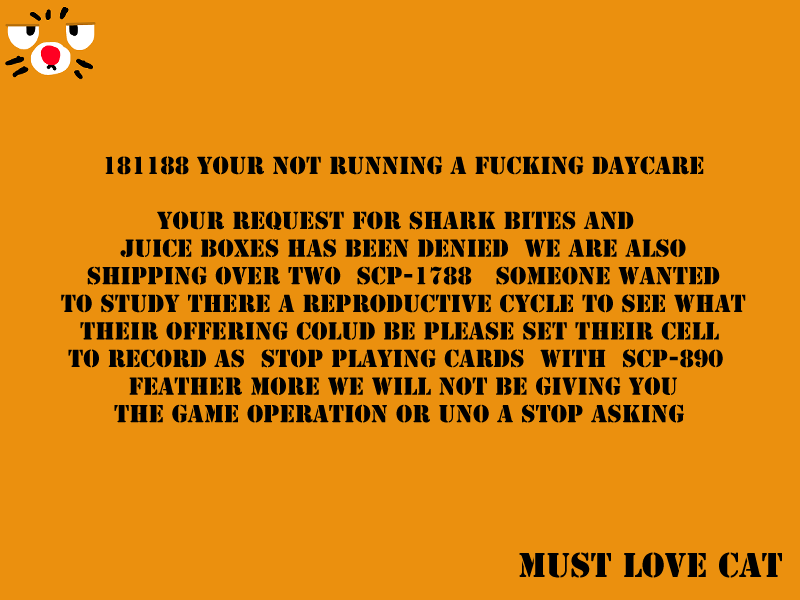 181188 YOUR NOT RUNNING A FUCKING DAYCARE
YOUR REQUEST FOR SHARK BITES AND
JUICE BOXES HAS BEEN DENIED WE ARE ALSO
SHIPPING OVER TWO SCP-1788 SOMEONE WANTED
TO STUDY THERE A REPRODUCTIVE CYCLE TO SEE WHAT
THEIR OFFERING COLUD BE PLEASE SET THEIR CELL
TO RECORD AS STOP PLAYING CARDS WITH SCP-890
FEATHER MORE WE WILL NOT BE GIVING YOU
THE GAME OPERATION OR UNO A STOP ASKING
MUST LOVE CAT